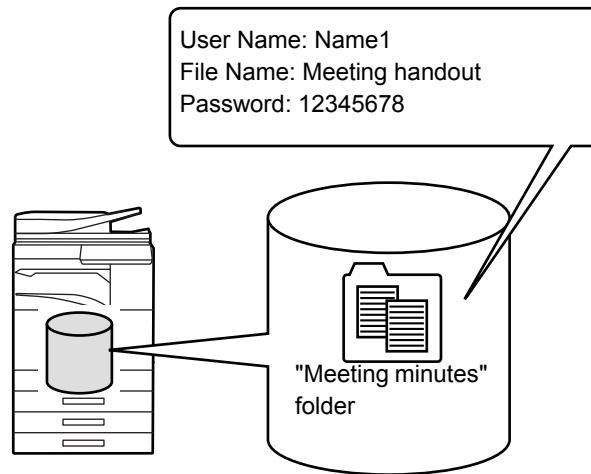 User Name: Name1
File Name: Meeting handout
Password: 12345678
"Meeting minutes"
folder